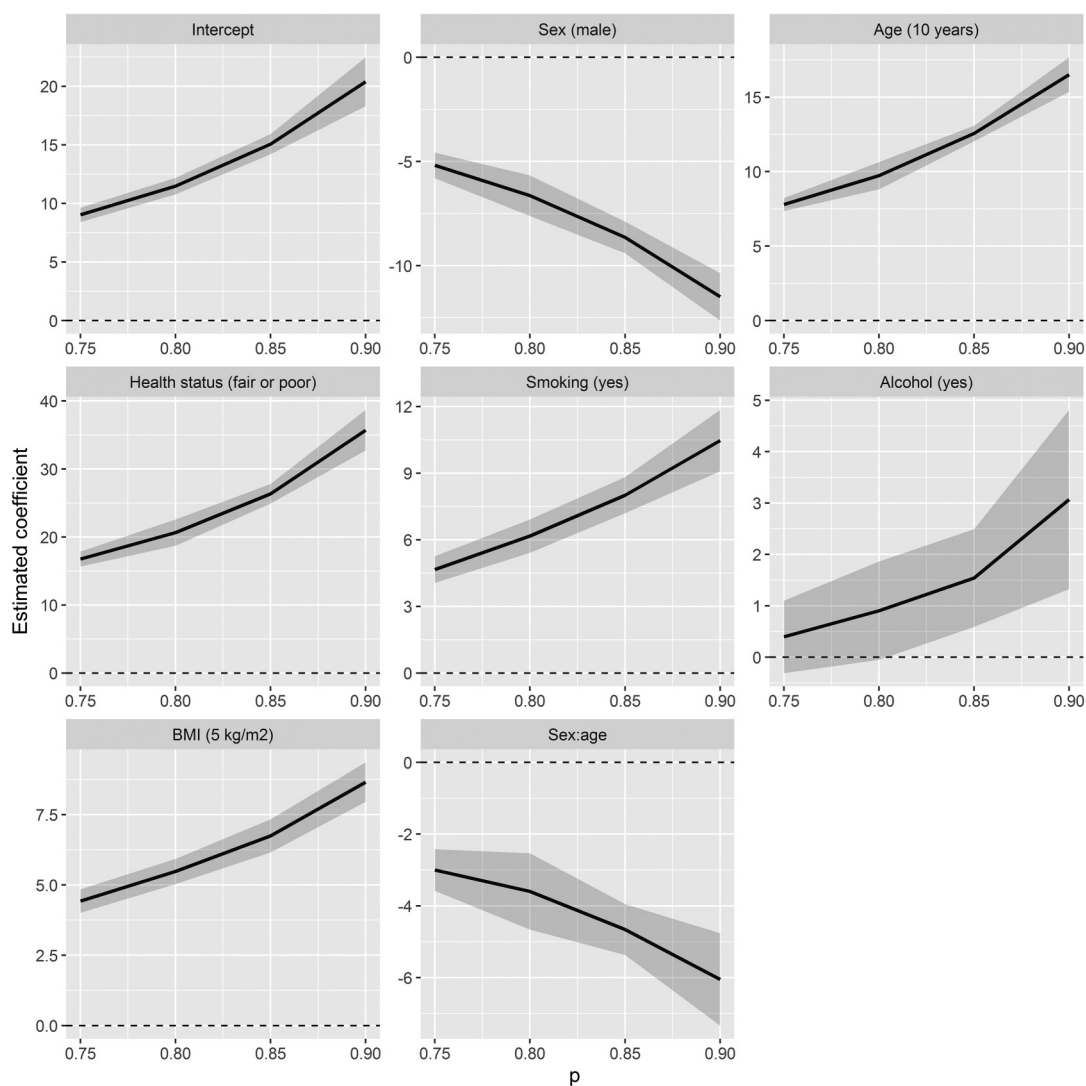 Intercept
Sex (male)
Age (10 years)
20
15
10
5
0
0
-5
-10
15
10
5
0
0.75 0.80 0.85 0.90
0.75 0.80 0.85 0.90
0.75 0.80 0.85 0.90
Health status (fair or poor)
Smoking (yes)
Alcohol (yes)
40
30
20
10
0
12
9
6
3
0
5
4
3
2
1
0
0.75 0.80 0.85 0.90
0.75 0.80 0.85 0.90
0.75 0.80 0.85 0.90
Estimated coefficient
BMI (5 kg/m2)
Sex:age
7.5
5.0
2.5
0.0
0
-2
-4
-6
0.75 0.80 0.85 0.90
0.75 0.80 0.85 0.90
p